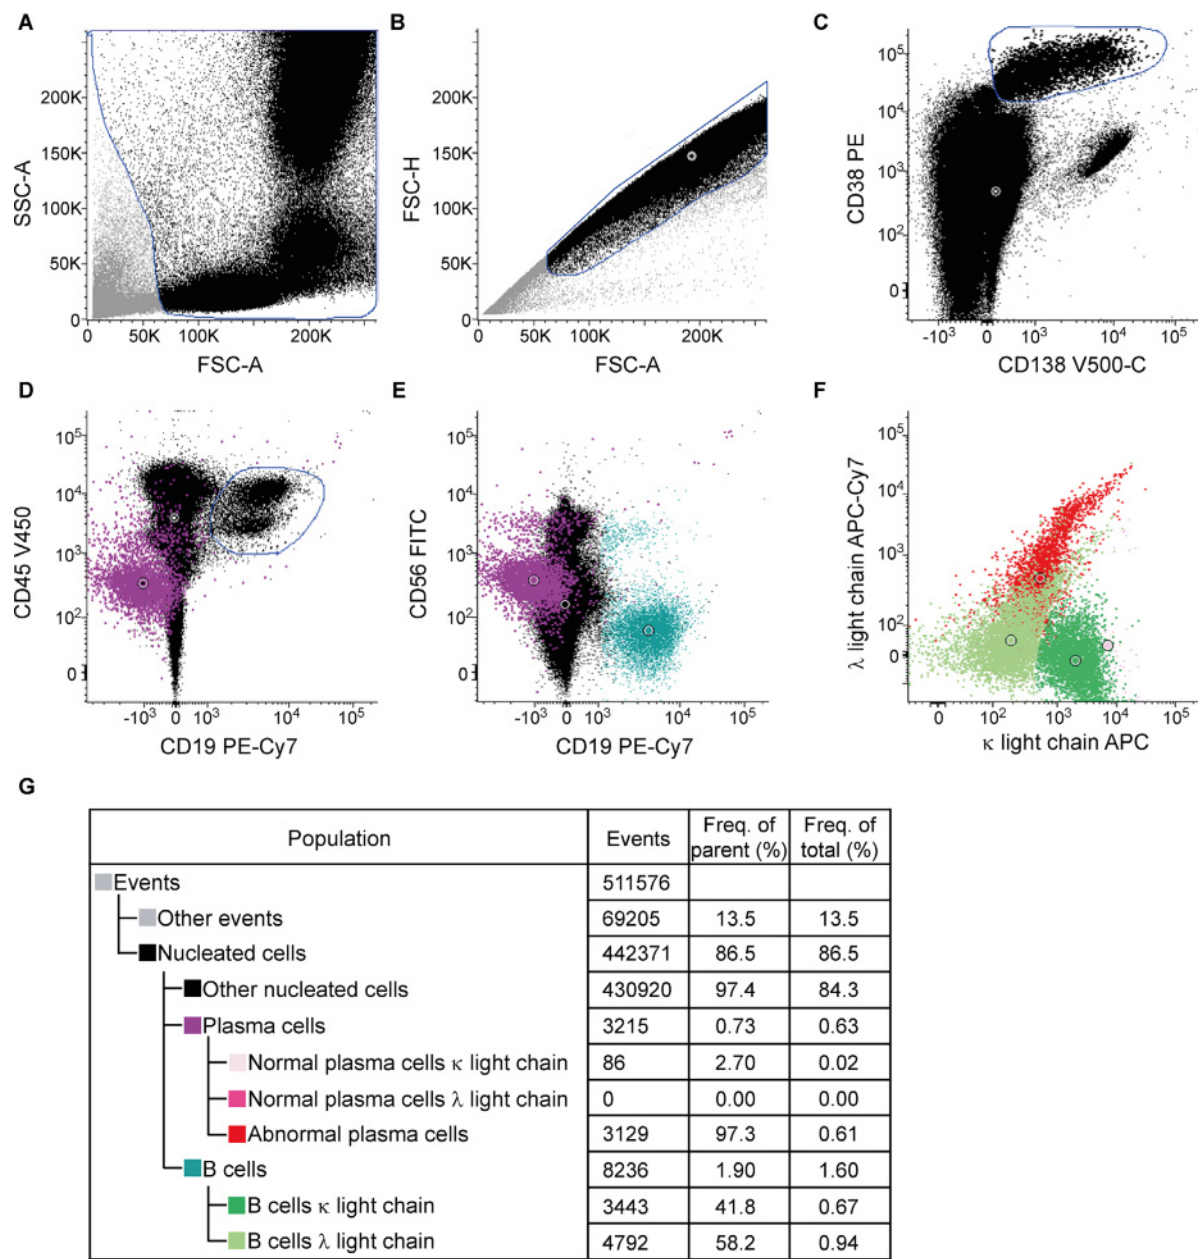 A
SSC-A
200K
150K
100K
50K
0
0 50K 100K 200K
FSC-A
B
FSC-H
200K
150K
100K
50K
0
0 50K 100K 200K
FSC-A
C
CD38 PE
10⁵
10⁴
10³
10²
0
-10³ 0 10³ 10⁴ 10⁵
CD138 V500-C
D
CD45 V450
10⁵
10⁴
10³
10²
0
-10³ 0 10³ 10⁴ 10⁵
CD19 PE-Cy7
E
CD56 FITC
10⁵
10⁴
10³
10²
0
-10³ 0 10³ 10⁴ 10⁵
CD19 PE-Cy7
F
λ light chain APC-Cy7
10⁵
10⁴
10³
10²
0
0 10² 10³ 10⁴ 10⁵
κ light chain APC
G
Population Events Freq. of parent (%) Freq. of total (%)
Events 511576
Other events 69205 13.5 13.5
Nucleated cells 442371 86.5 86.5
Other nucleated cells 430920 97.4 84.3
Plasma cells 3215 0.73 0.63
Normal plasma cells κ light chain 86 2.70 0.02
Normal plasma cells λ light chain 0 0.00 0.00
Abnormal plasma cells 3129 97.3 0.61
B cells 8236 1.90 1.60
B cells κ light chain 3443 41.8 0.67
B cells λ light chain 4792 58.2 0.94